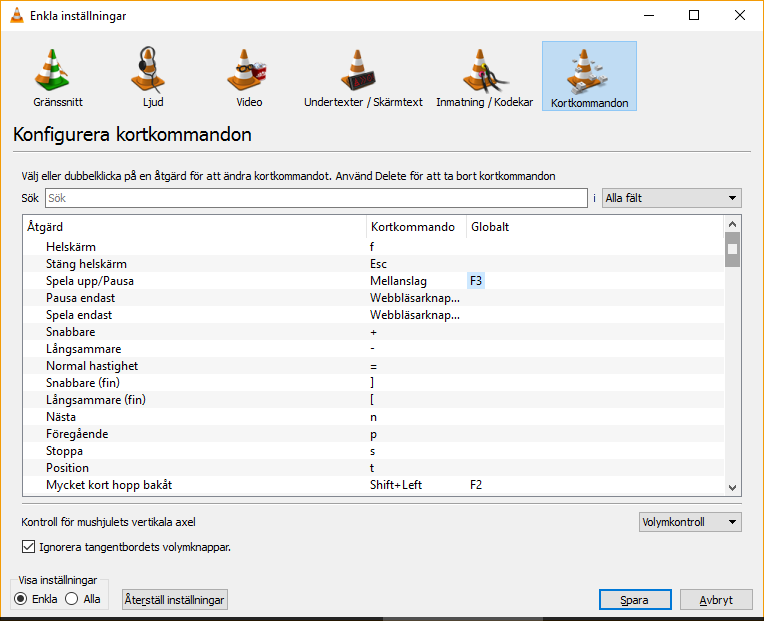 Enkla inställningar
Gränssnitt Ljud Video Undertexter / Skärmtext Inmatning / Kodekar Kortkommandon
Konfigurera kortkommandon
Välj eller dubbelklicka på en åtgärd för att ändra kortkommandot. Använd Delete för att ta bort kortkommandon
Sök Sök i Alla fält
Åtgärd Kortkommando Globalt
Helskärm f
Stäng helskärm Esc
Spela upp/Pausa Mellanslag F3
Pausa endast Webbläsarknap...
Spela endast Webbläsarknap...
Snabbare +
Långsammare -
Normal hastighet =
Snabbare (fin) ]
Långsammare (fin) [
Nästa n
Föregående p
Stoppa s
Position t
Mycket kort hopp bakåt Shift+Left F2
Kontroll för mushjulets vertikala axel Volymkontroll
Ignorera tangentbordets volymknappar.
Visa inställningar
Enkla Alla Återställ inställningar Spara Avbryt